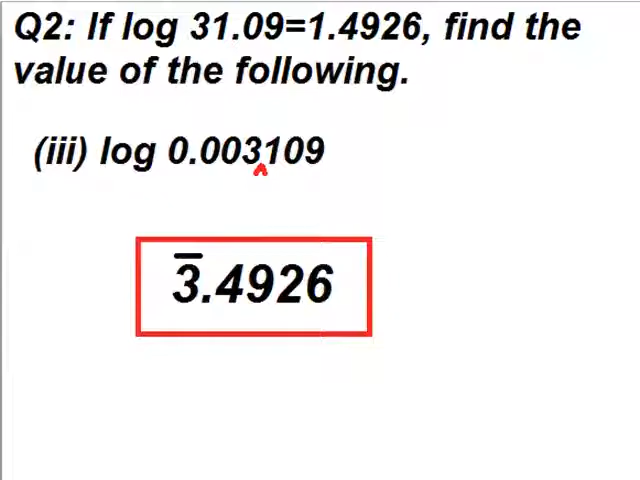 Q2: If log 31.09=1.4926, find the
value of the following.
(iii) log 0.003109
3̅.4926